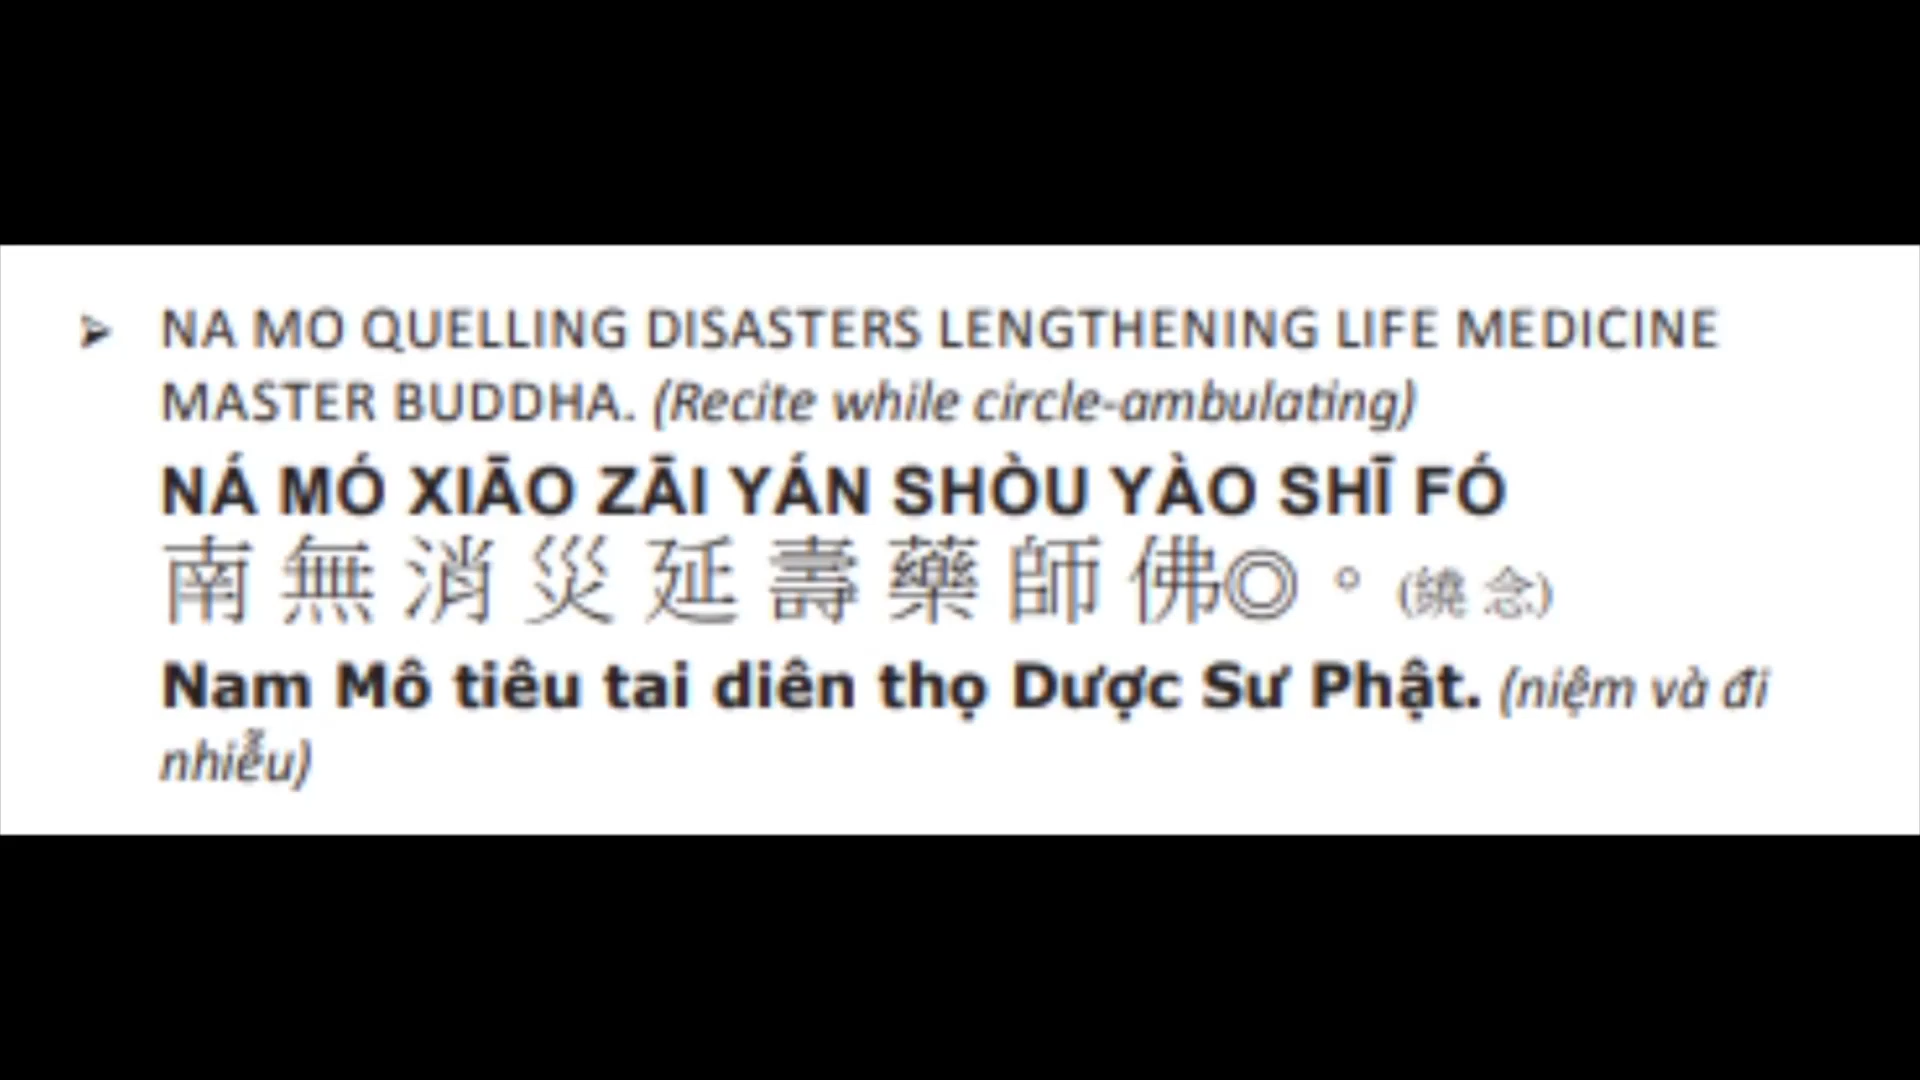 ➢ NA MO QUELLING DISASTERS LENGTHENING LIFE MEDICINE
MASTER BUDDHA. (Recite while circle-ambulating)
NÁ MÓ XIĀO ZĀI YÁN SHÒU YÀO SHĪ FÓ
南 無 消 災 延 壽 藥 師 佛◎。(繞 念)
Nam Mô tiêu tai diên thọ Dược Sư Phật. (niệm và đi
nhiễu)